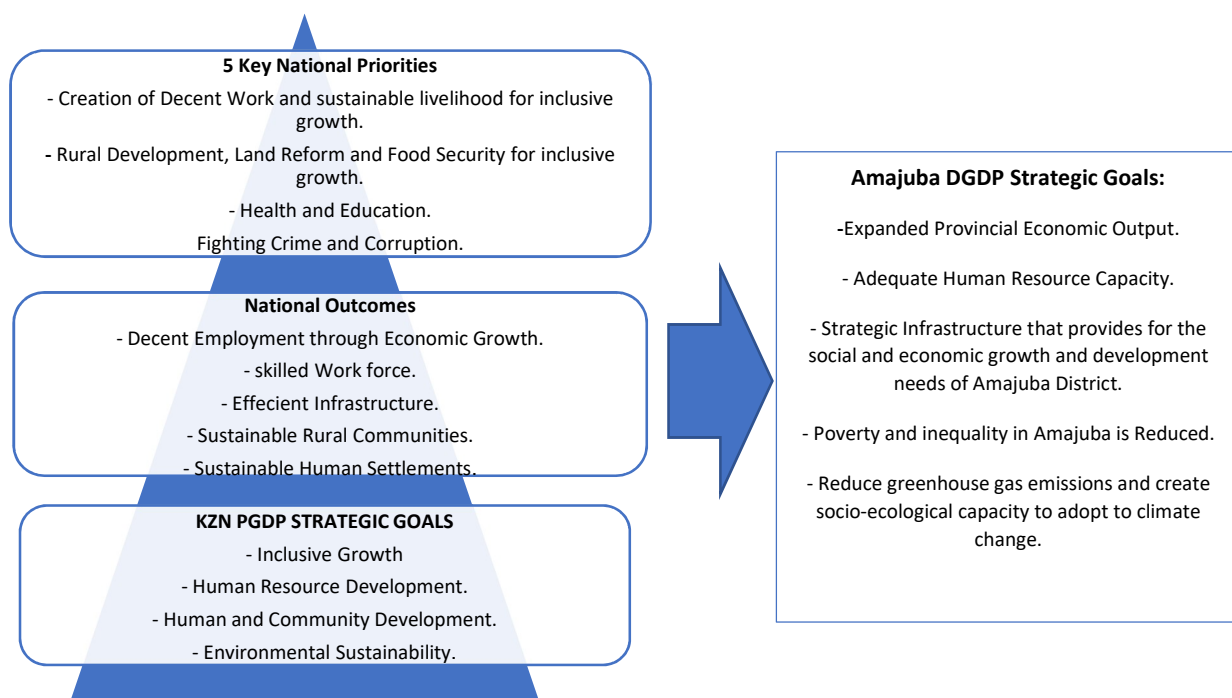 5 Key National Priorities
- Creation of Decent Work and sustainable livelihood for inclusive
growth.
- Rural Development, Land Reform and Food Security for inclusive
growth.
- Health and Education.
Fighting Crime and Corruption.
National Outcomes
- Decent Employment through Economic Growth.
- skilled Work force.
- Effecient Infrastructure.
- Sustainable Rural Communities.
- Sustainable Human Settlements.
KZN PGDP STRATEGIC GOALS
- Inclusive Growth
- Human Resource Development.
- Human and Community Development.
- Environmental Sustainability.
Amajuba DGDP Strategic Goals:
-Expanded Provincial Economic Output.
- Adequate Human Resource Capacity.
- Strategic Infrastructure that provides for the
social and economic growth and development
needs of Amajuba District.
- Poverty and inequality in Amajuba is Reduced.
- Reduce greenhouse gas emissions and create
socio-ecological capacity to adopt to climate
change.